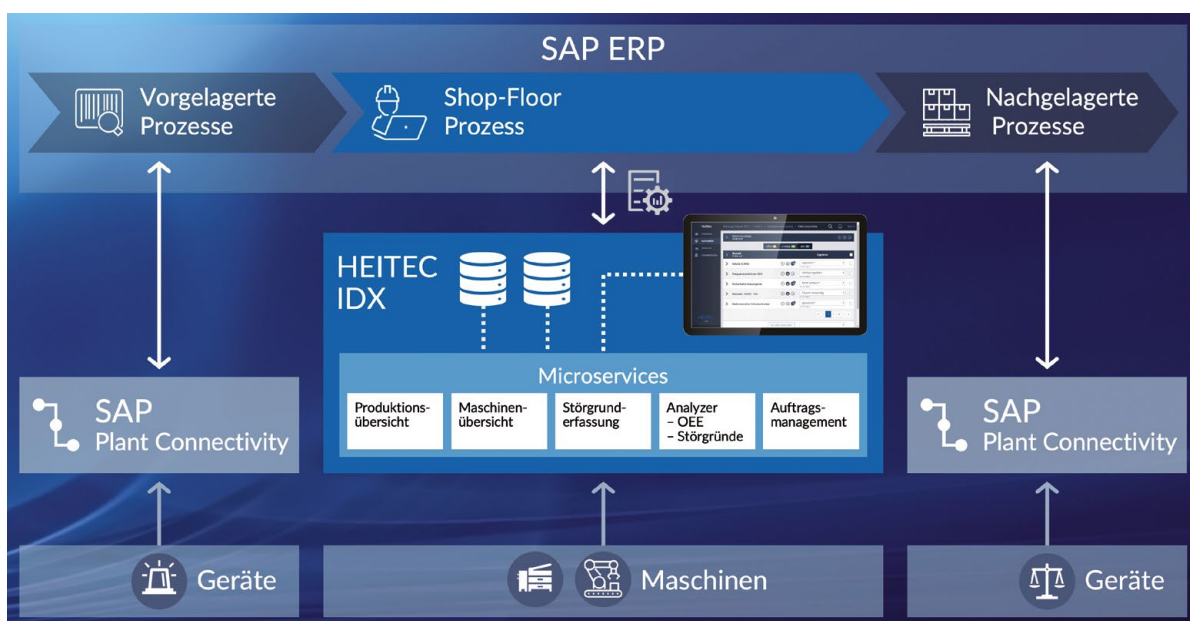 SAP ERP
Vorgelagerte
Prozesse
Shop-Floor
Prozess
Nachgelagerte
Prozesse
HEITEC
IDX
Microservices
Produktions-
übersicht
Maschinen-
übersicht
Störgrund-
erfassung
Analyzer
– OEE
– Störgründe
Auftrags-
management
SAP
Plant Connectivity
SAP
Plant Connectivity
Geräte
Maschinen
Geräte